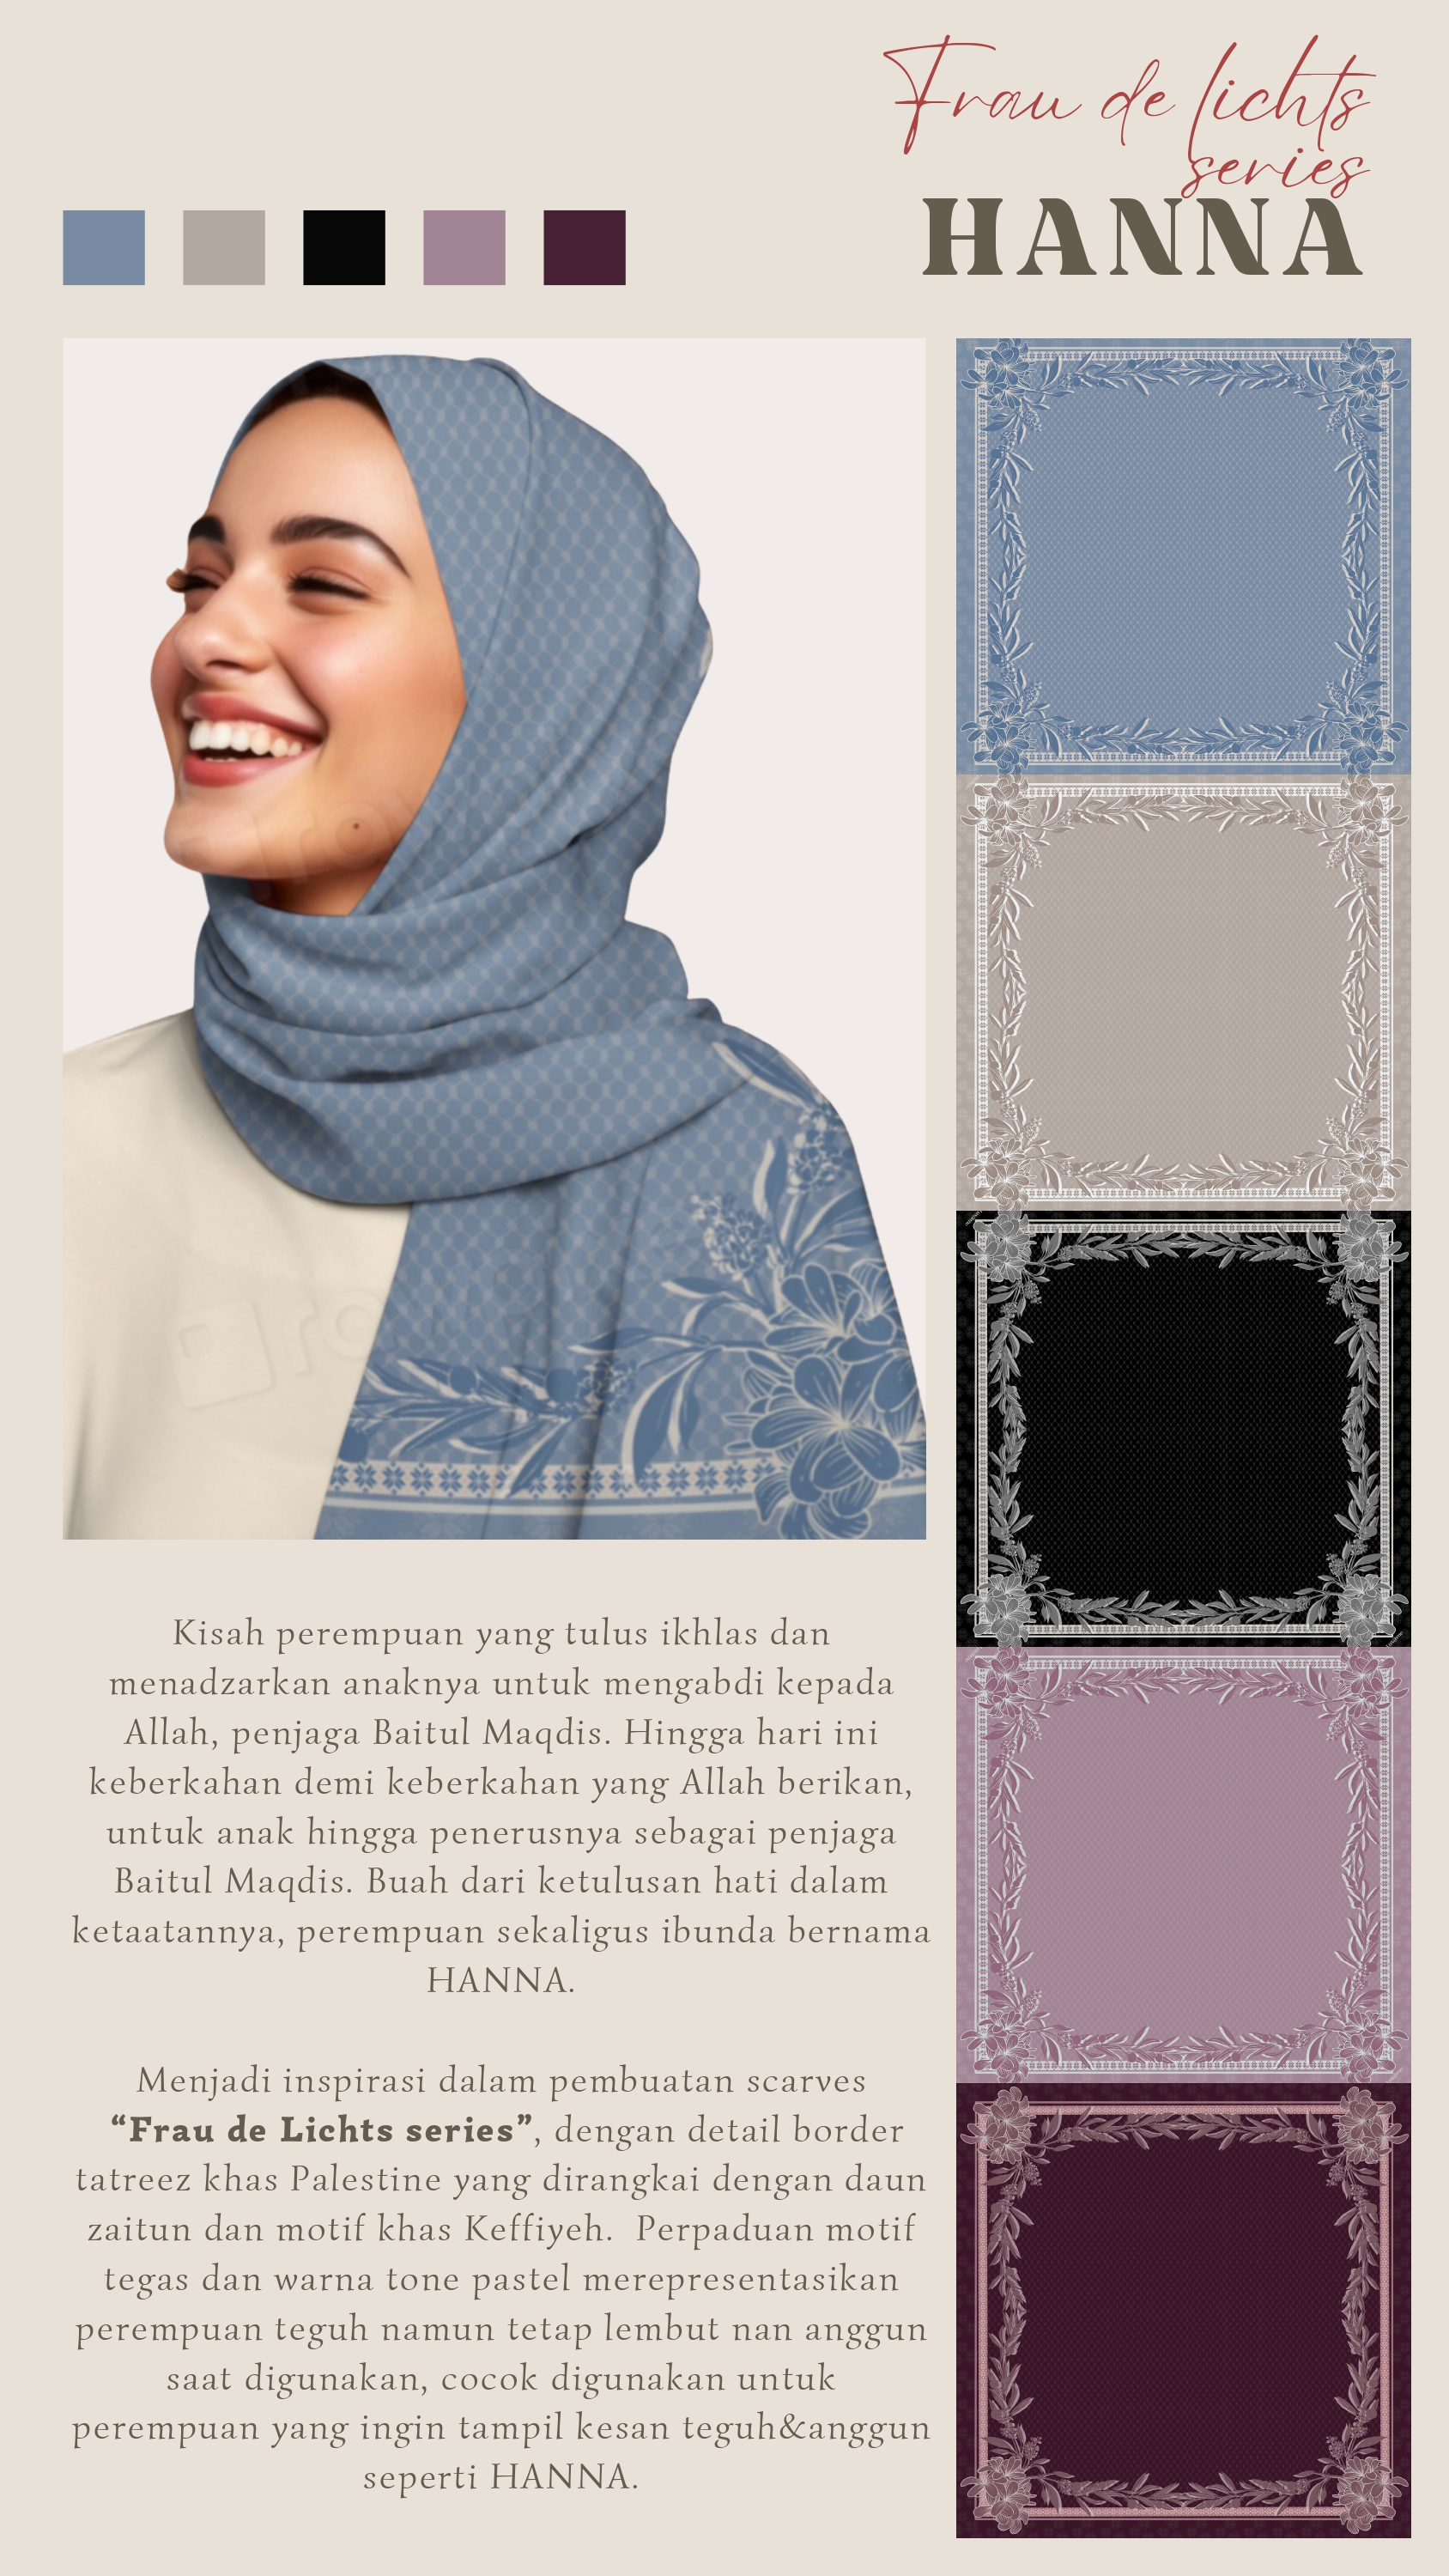 Frau de lichts
series
HANNA
Kisah perempuan yang tulus ikhlas dan
menadzarkan anaknya untuk mengabdi kepada
Allah, penjaga Baitul Maqdis. Hingga hari ini
keberkahan demi keberkahan yang Allah berikan,
untuk anak hingga penerusnya sebagai penjaga
Baitul Maqdis. Buah dari ketulusan hati dalam
ketaatannya, perempuan sekaligus ibunda bernama
HANNA.
Menjadi inspirasi dalam pembuatan scarves
“Frau de Lichts series”, dengan detail border
tatreez khas Palestine yang dirangkai dengan daun
zaitun dan motif khas Keffiyeh.  Perpaduan motif
tegas dan warna tone pastel merepresentasikan
perempuan teguh namun tetap lembut nan anggun
saat digunakan, cocok digunakan untuk
perempuan yang ingin tampil kesan teguh&anggun
seperti HANNA.